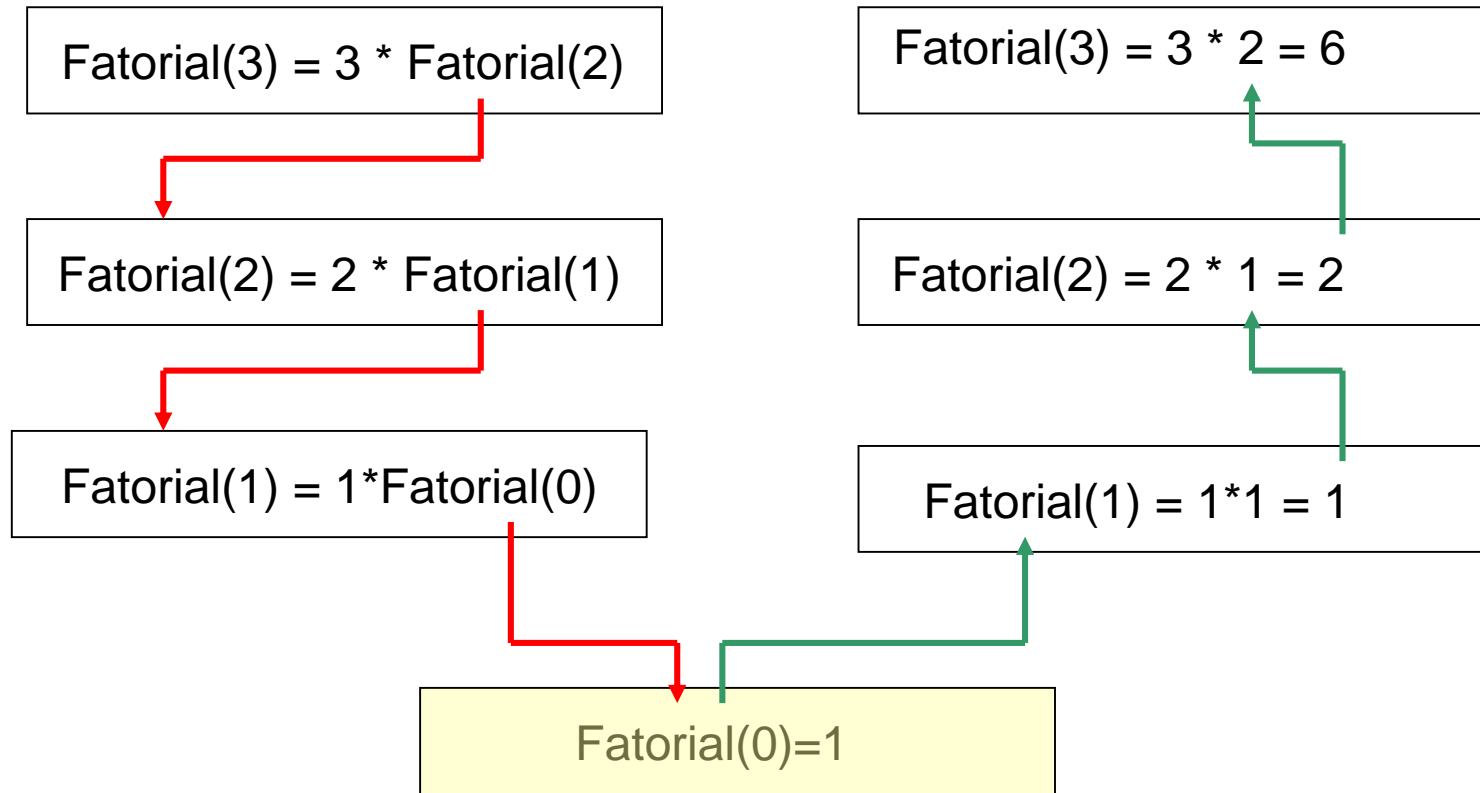 Fatorial(3) = 3 * Fatorial(2)
Fatorial(2) = 2 * Fatorial(1)
Fatorial(1) = 1*Fatorial(0)
Fatorial(0)=1
Fatorial(1) = 1*1 = 1
Fatorial(2) = 2 * 1 = 2
Fatorial(3) = 3 * 2 = 6